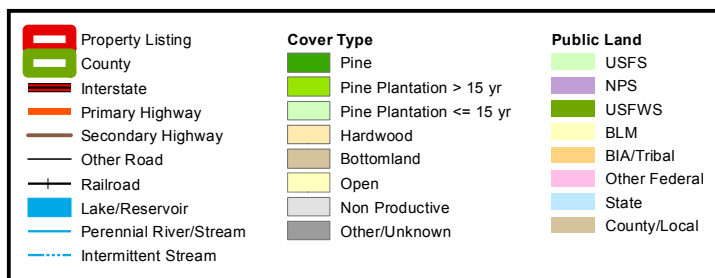 Property Listing
County
Interstate
Primary Highway
Secondary Highway
Other Road
Railroad
Lake/Reservoir
Perennial River/Stream
Intermittent Stream
Cover Type
Pine
Pine Plantation > 15 yr
Pine Plantation <= 15 yr
Hardwood
Bottomland
Open
Non Productive
Other/Unknown
Public Land
USFS
NPS
USFWS
BLM
BIA/Tribal
Other Federal
State
County/Local